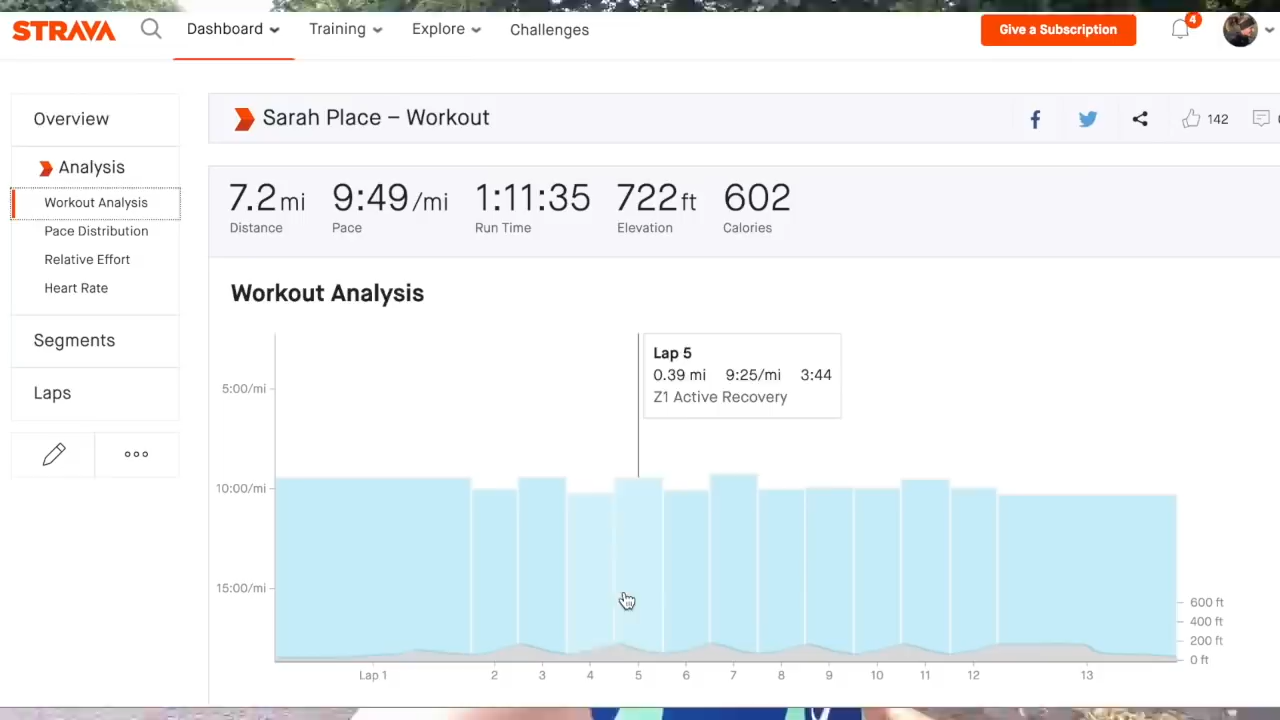 STRAVA Dashboard Training Explore Challenges Give a Subscription 4
Overview
Analysis
Workout Analysis
Pace Distribution
Relative Effort
Heart Rate
Segments
Laps
Sarah Place – Workout 142
7.2 mi 9:49 /mi 1:11:35 722 ft 602
Distance Pace Run Time Elevation Calories
Workout Analysis
Lap 5
0.39 mi 9:25/mi 3:44
Z1 Active Recovery
5:00/mi
10:00/mi
15:00/mi
600 ft
400 ft
200 ft
0 ft
Lap 1 2 3 4 5 6 7 8 9 10 11 12 13